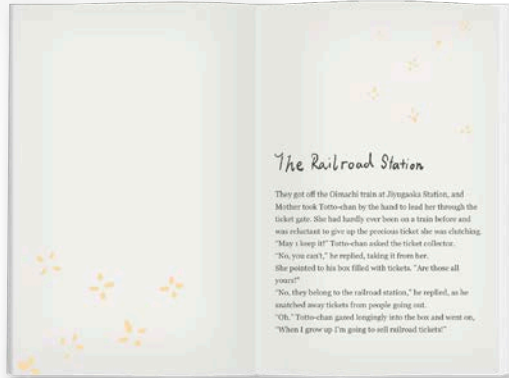 The Railroad Station
They got off the Oimachi train at Jiyugaoka Station, and
Mother took Totto-chan by the hand to lead her through the
ticket gate. She had hardly ever been on a train before and
was reluctant to give up the precious ticket she was clutching.
"May I keep it?" Totto-chan asked the ticket collector.
"No, you can't," he replied, taking it from her.
She pointed to his box filled with tickets. "Are those all
yours?"
"No, they belong to the railroad station," he replied, as he
snatched away tickets from people going out.
"Oh." Totto-chan gazed longingly into the box and went on,
"When I grow up I'm going to sell railroad tickets!"